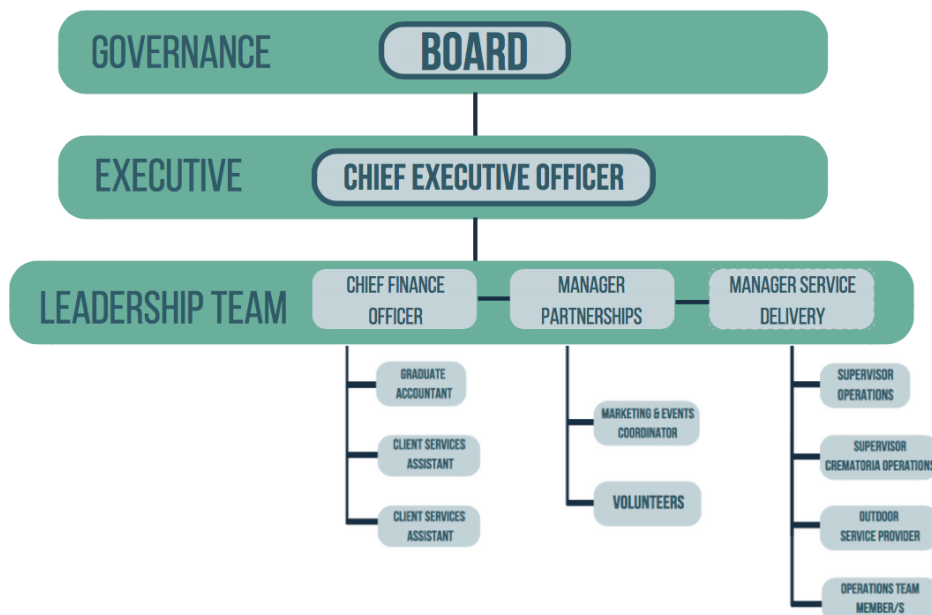 GOVERNANCE
BOARD
EXECUTIVE
CHIEF EXECUTIVE OFFICER
LEADERSHIP TEAM
CHIEF FINANCE
OFFICER
MANAGER
PARTNERSHIPS
MANAGER SERVICE
DELIVERY
GRADUATE
ACCOUNTANT
CLIENT SERVICES
ASSISTANT
CLIENT SERVICES
ASSISTANT
MARKETING & EVENTS
COORDINATOR
VOLUNTEERS
SUPERVISOR
OPERATIONS
SUPERVISOR
CREMATORIA OPERATIONS
OUTDOOR
SERVICE PROVIDER
OPERATIONS TEAM
MEMBER/S